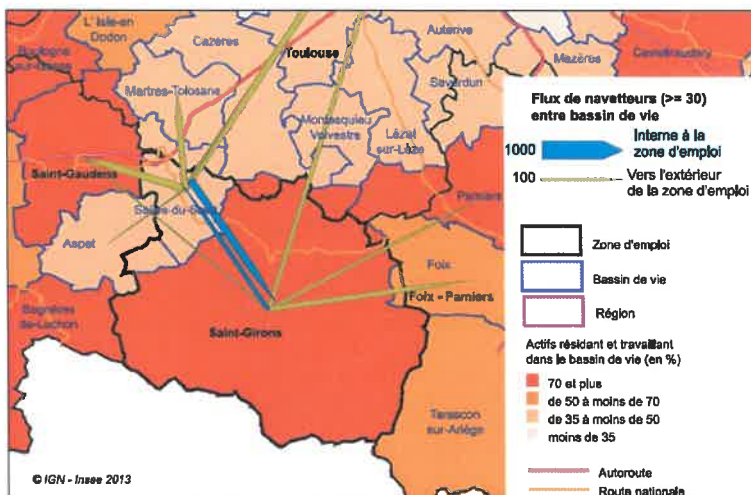 L' Isle-en
Dodon
Cazères
Toulouse
Auterive
Boulogne
sur-Gesse
Mazères
Castelnaudary
Saverdun
Martres-Tolosane
Montesquieu
Volvestre
Lézat
sur-Lèze
Saint-Gaudens
Pamiers
Aspet
Foix
Foix - Pamiers
Bagnères
de-Luchon
Saint-Girons
Tarascon
sur-Ariège
© IGN - Insee 2013
Flux de navetteurs (>= 30)
entre bassin de vie
1000
Interne à la
zone d'emploi
100
Vers l'extérieur
de la zone d'emploi
Zone d'emploi
Bassin de vie
Région
Actifs résidant et travaillant
dans le bassin de vie (en %)
70 et plus
de 50 à moins de 70
de 35 à moins de 50
moins de 35
Autoroute
Route nationale